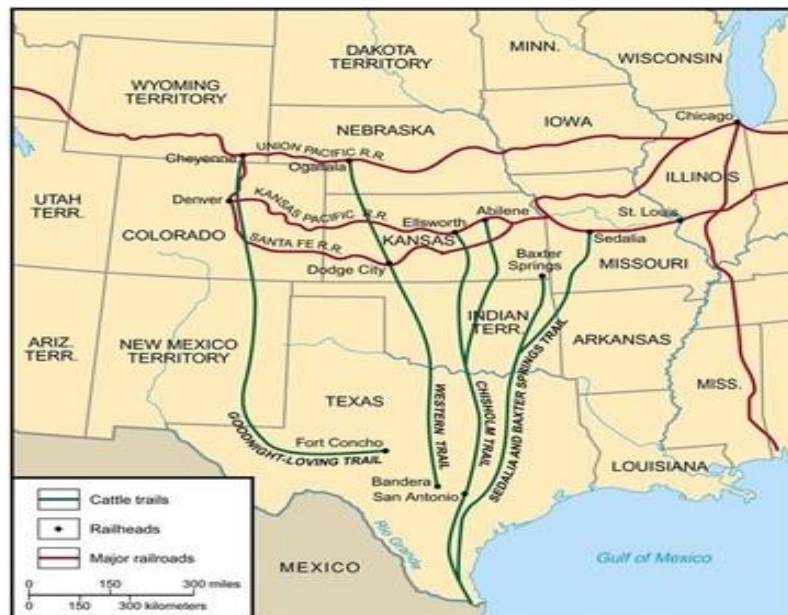 DAKOTA
TERRITORY
MINN.
WISCONSIN
WYOMING
TERRITORY
NEBRASKA
IOWA
Chicago
UNION PACIFIC R.R.
Cheyenne
Ogallala
ILLINOIS
UTAH
TERR.
Denver
KANSAS PACIFIC R.R.
Ellsworth
Abilene
St. Louis
COLORADO
SANTA FE R.R.
KANSAS
Sedalia
Dodge City
Baxter
Springs
MISSOURI
ARIZ.
TERR.
NEW MEXICO
TERRITORY
INDIAN
TERR.
ARKANSAS
MISS.
TEXAS
WESTERN TRAIL
CHISHOLM TRAIL
SEDALIA AND BAXTER SPRINGS TRAIL
GOODNIGHT-LOVING TRAIL
Fort Concho
LOUISIANA
Bandera
San Antonio
Cattle trails
Railheads
Major railroads
0 150 300 miles
0 150 300 kilometers
MEXICO
Rio Grande
Gulf of Mexico